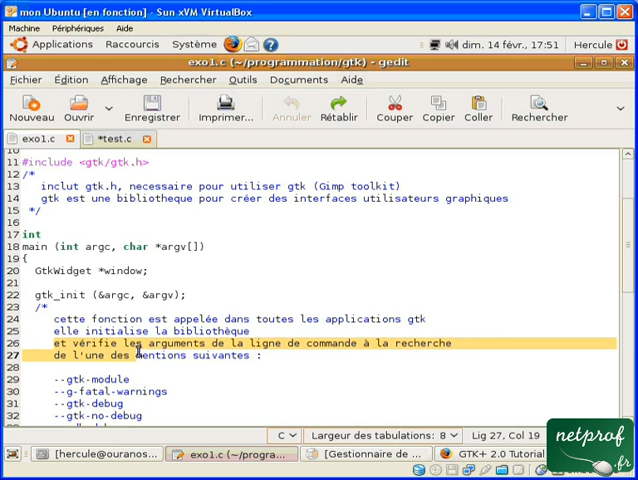 mon Ubuntu [en fonction] - Sun xVM VirtualBox
Machine Périphériques Aide
Applications Raccourcis Système dim. 14 févr., 17:51 Hercule
exo1.c (~/programmation/gtk) - gedit
Fichier Édition Affichage Rechercher Outils Documents Aide
Nouveau Ouvrir Enregistrer Imprimer... Annuler Rétablir Couper Copier Coller Rechercher
exo1.c *test.c
10
11 #include <gtk/gtk.h>
12 /*
13 inclut gtk.h, necessaire pour utiliser gtk (Gimp toolkit)
14 gtk est une bibliotheque pour créer des interfaces utilisateurs graphiques
15 */
16
17 int
18 main (int argc, char *argv[])
19 {
20 GtkWidget *window;
21
22 gtk_init (&argc, &argv);
23 /*
24 cette fonction est appelée dans toutes les applications gtk
25 elle initialise la bibliothèque
26 et vérifie les arguments de la ligne de commande à la recherche
27 de l'une des mentions suivantes :
28
29 --gtk-module
30 --g-fatal-warnings
31 --gtk-debug
32 --gtk-no-debug
C Largeur des tabulations: 8 Lig 27, Col 19
[hercule@ouranos... exo1.c (~/progra... [Gestionnaire de ... GTK+ 2.0 Tutorial
netprof
.fr